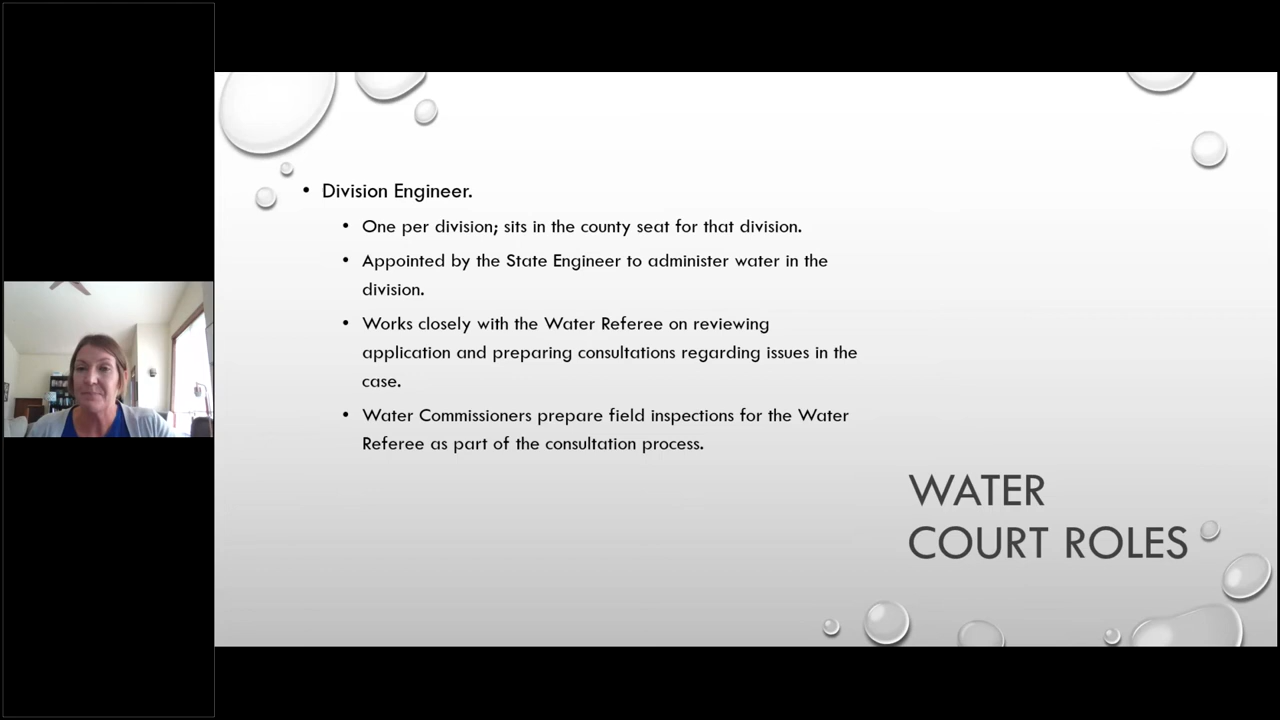 Division Engineer.
One per division; sits in the county seat for that division.
Appointed by the State Engineer to administer water in the
division.
Works closely with the Water Referee on reviewing
application and preparing consultations regarding issues in the
case.
Water Commissioners prepare field inspections for the Water
Referee as part of the consultation process.
WATER
COURT ROLES